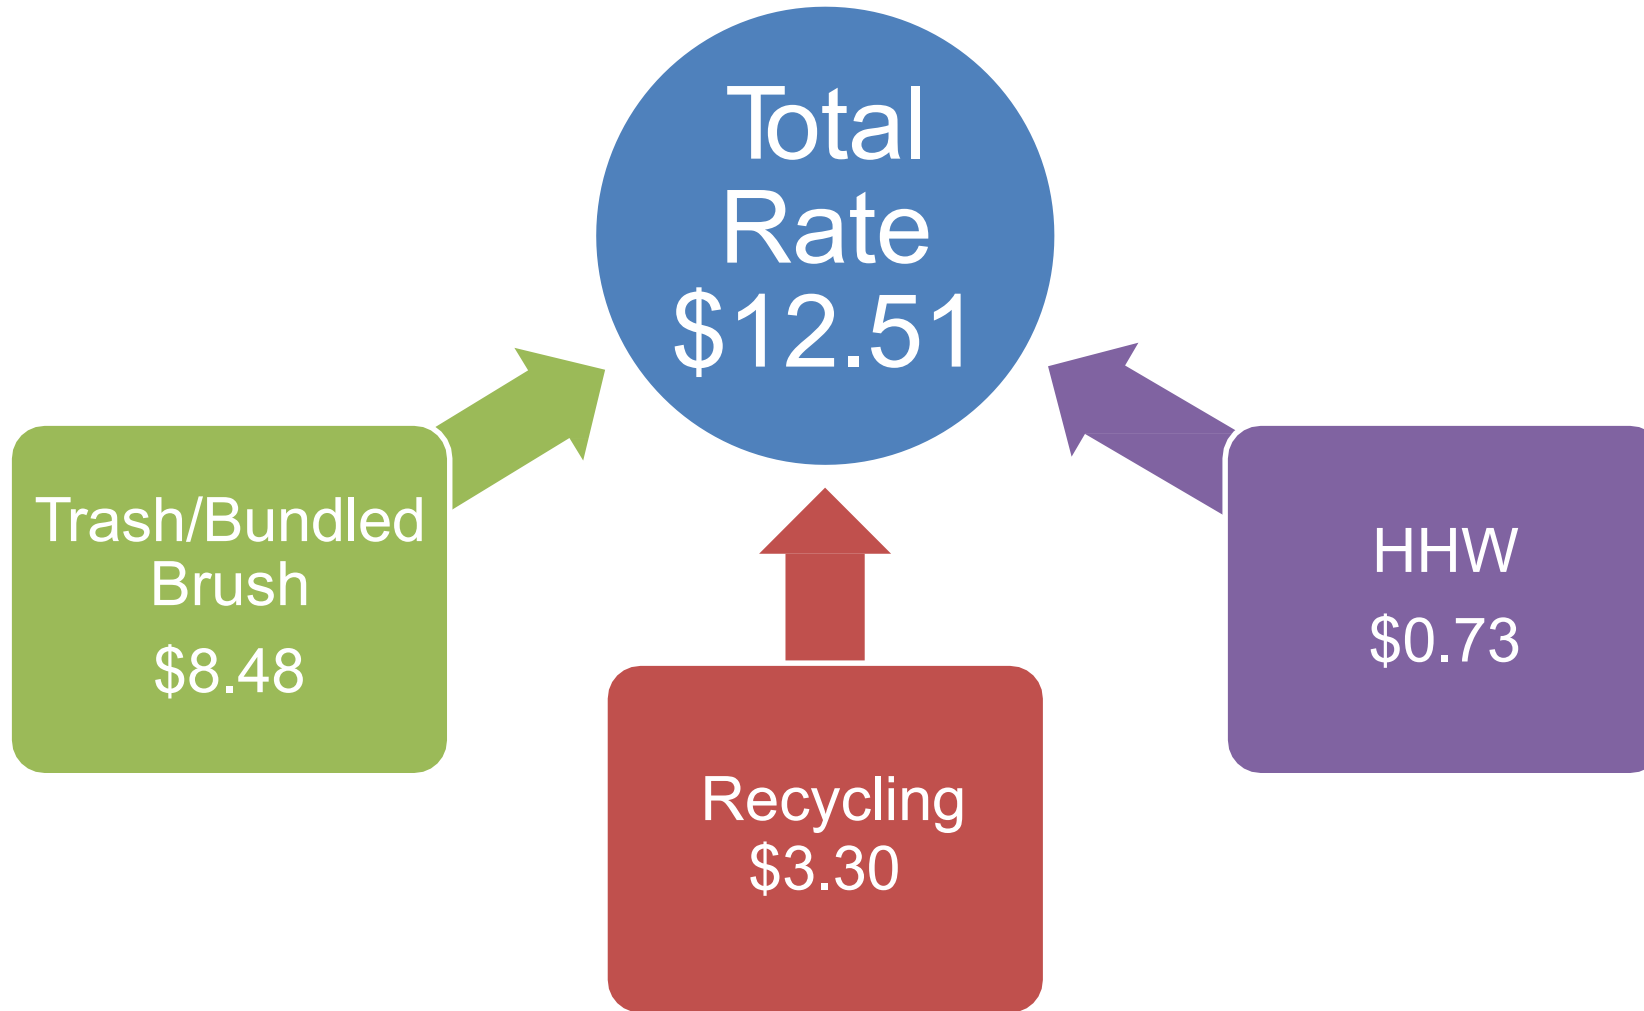 Total
Rate
$12.51
Trash/Bundled
Brush
$8.48
Recycling
$3.30
HHW
$0.73